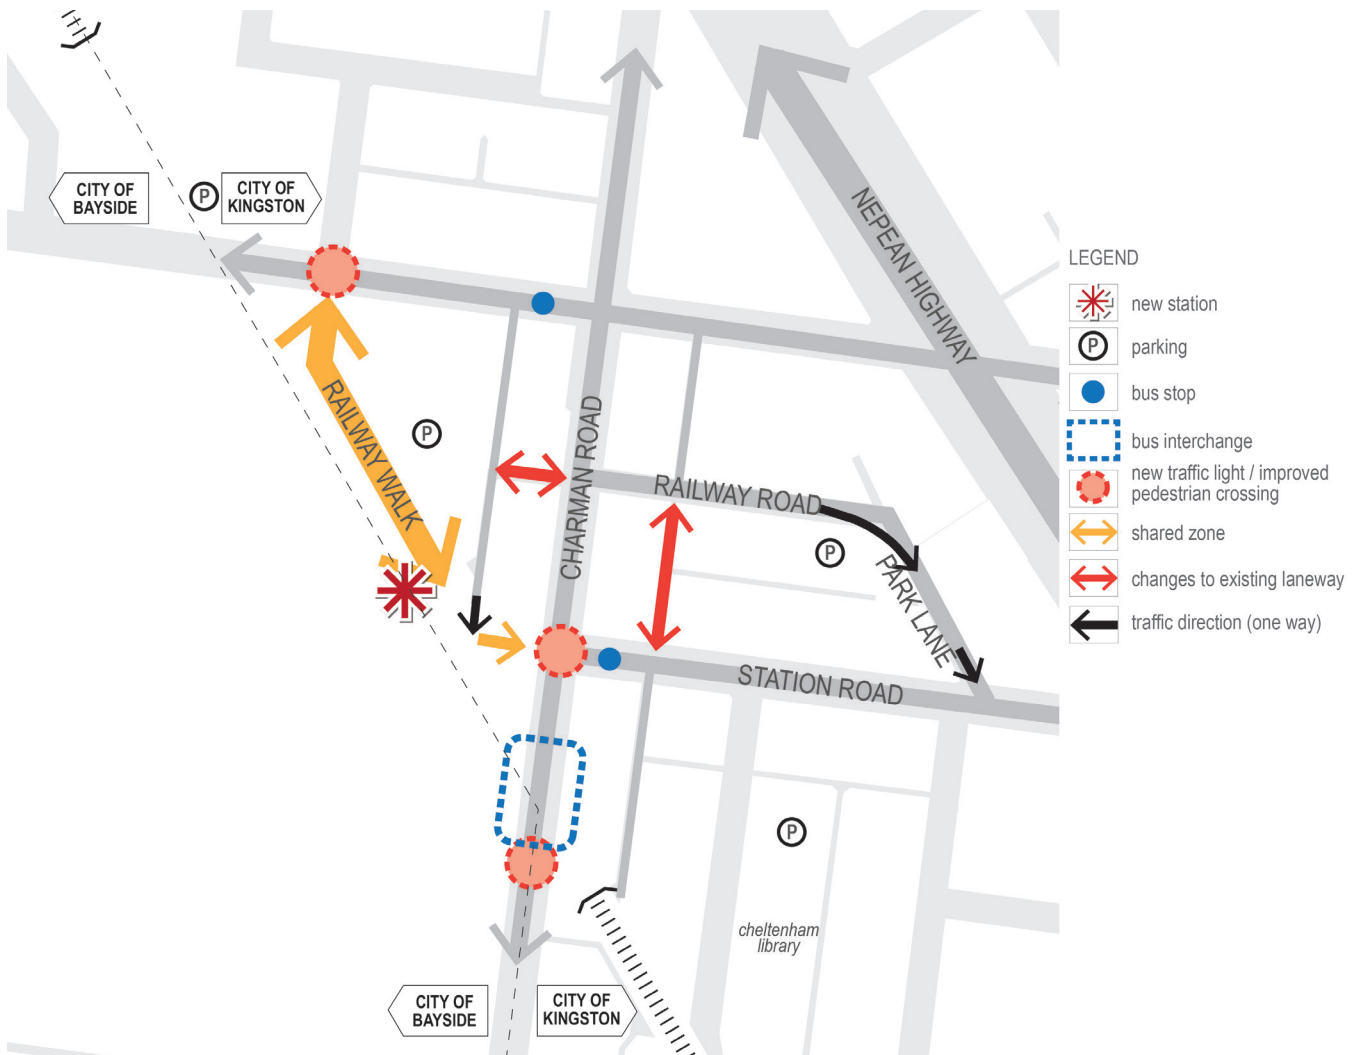 CITY OF
BAYSIDE
P
CITY OF
KINGSTON
NEPEAN HIGHWAY
RAILWAY WALK
P
CHARMAN ROAD
RAILWAY ROAD
P
PARK LANE
STATION ROAD
P
cheltenham
library
CITY OF
BAYSIDE
CITY OF
KINGSTON
LEGEND
new station
P
parking
bus stop
bus interchange
new traffic light / improved
pedestrian crossing
shared zone
changes to existing laneway
traffic direction (one way)